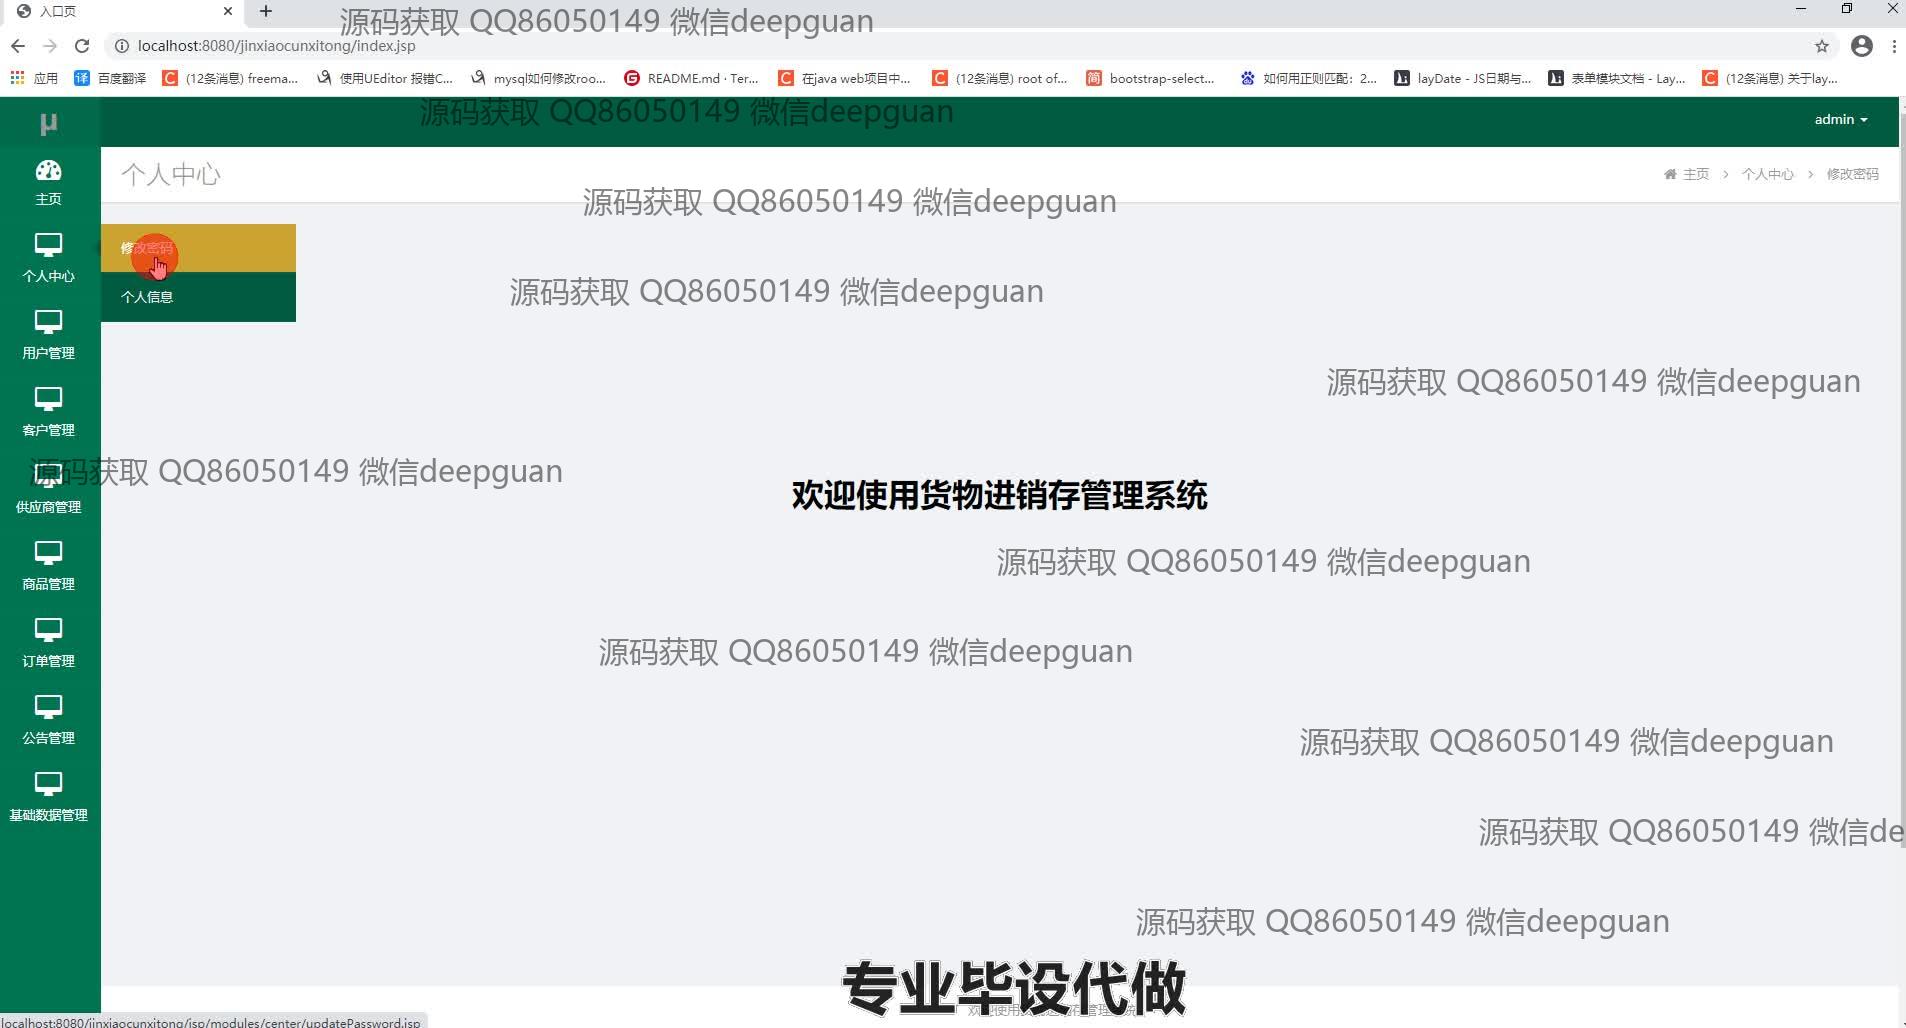 入口页
源码获取 QQ86050149 微信deepguan
localhost:8080/jinxiaocunxitong/index.jsp
应用
百度翻译
(12条消息) freema...
使用UEditor 报错C...
mysql如何修改roo...
README.md · Ter...
在java web项目中...
(12条消息) root of...
bootstrap-select...
如何用正则匹配：2...
layDate - JS日期与...
表单模块文档 - Lay...
(12条消息) 关于lay...
源码获取 QQ86050149 微信deepguan
μ
admin
个人中心
主页 > 个人中心 > 修改密码
源码获取 QQ86050149 微信deepguan
主页
修改密码
个人中心
个人信息
源码获取 QQ86050149 微信deepguan
用户管理
源码获取 QQ86050149 微信deepguan
客户管理
源码获取 QQ86050149 微信deepguan
欢迎使用货物进销存管理系统
供应商管理
源码获取 QQ86050149 微信deepguan
商品管理
源码获取 QQ86050149 微信deepguan
订单管理
源码获取 QQ86050149 微信deepguan
公告管理
基础数据管理
源码获取 QQ86050149 微信de
源码获取 QQ86050149 微信deepguan
专业毕设代做
localhost:8080/jinxiaocunxitong/jsp/modules/center/updatePassword.jsp